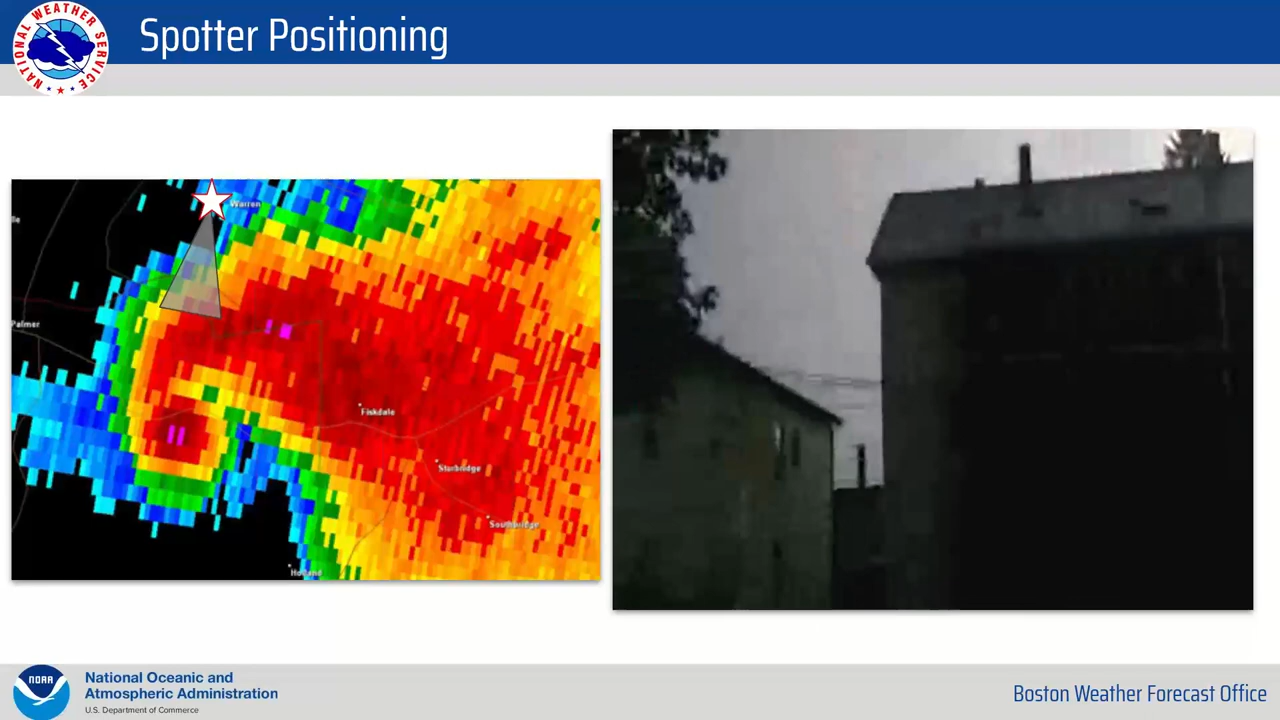 NATIONAL WEATHER SERVICE
Spotter Positioning
Warren
Palmer
Fiskdale
Sturbridge
Southbridge
Holland
NOAA
National Oceanic and
Atmospheric Administration
U.S. Department of Commerce
Boston Weather Forecast Office